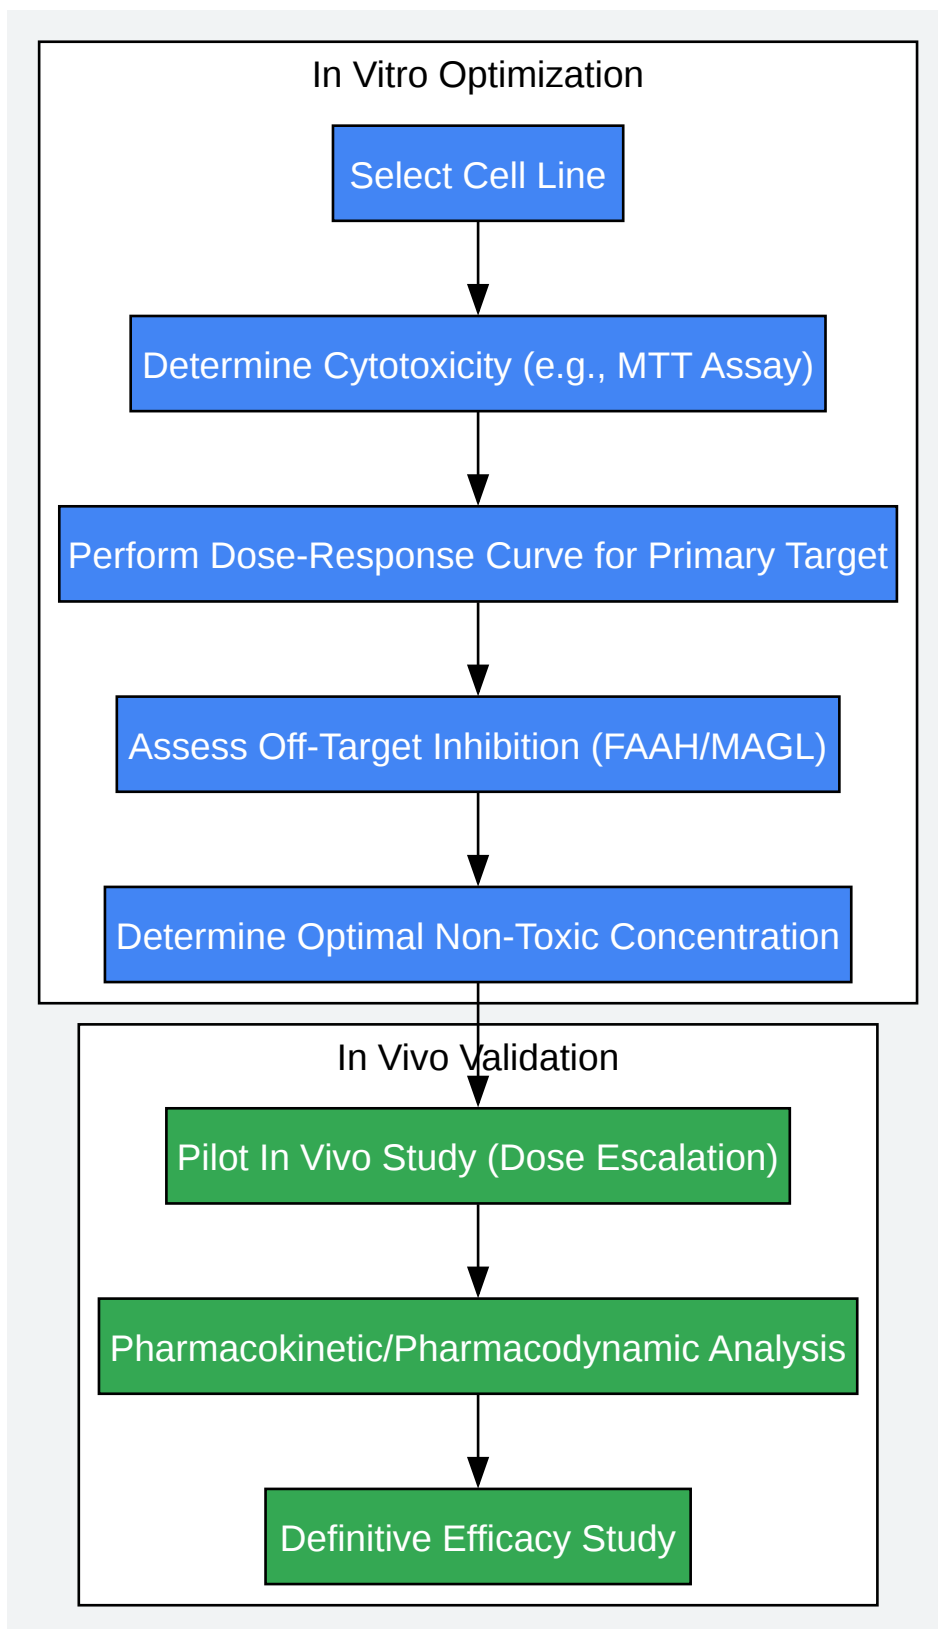 In Vitro Optimization
Select Cell Line
Determine Cytotoxicity (e.g., MTT Assay)
Perform Dose-Response Curve for Primary Target
Assess Off-Target Inhibition (FAAH/MAGL)
Determine Optimal Non-Toxic Concentration
In Vivo Validation
Pilot In Vivo Study (Dose Escalation)
Pharmacokinetic/Pharmacodynamic Analysis
Definitive Efficacy Study